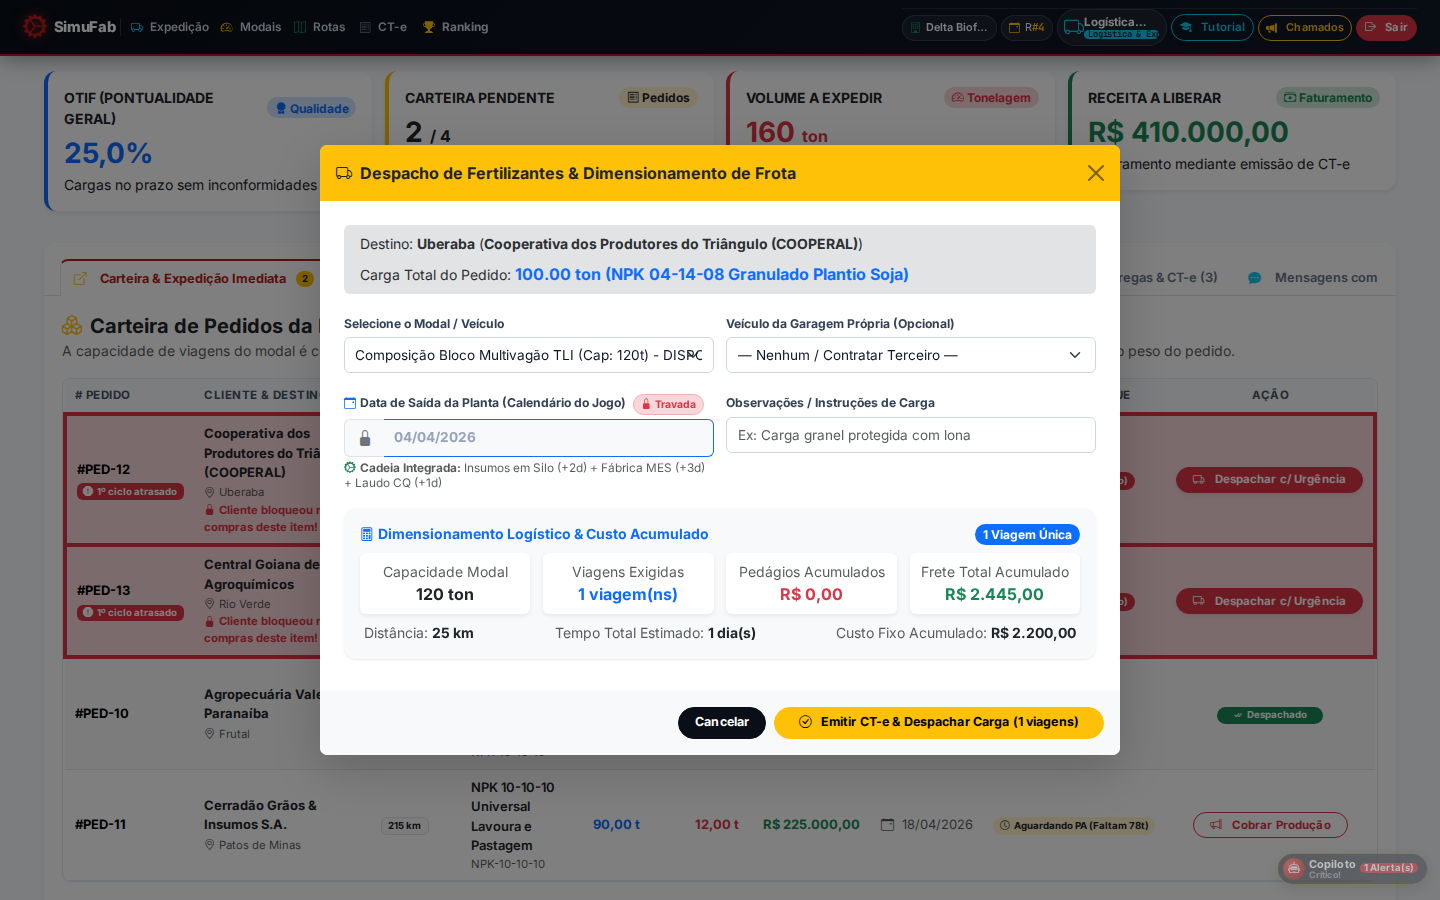 SimuFab
Expedição
Modais
Rotas
CT-e
Ranking
Delta Biof...
R#4
Logística...
Logística & Ex
Tutorial
Chamados
Sair
OTIF (PONTUALIDADE GERAL)
Qualidade
25,0%
Cargas no prazo sem inconformidades
CARTEIRA PENDENTE
Pedidos
2 / 4
VOLUME A EXPEDIR
Tonelagem
160 ton
RECEITA A LIBERAR
Faturamento
R$ 410.000,00
ramento mediante emissão de CT-e
Despacho de Fertilizantes & Dimensionamento de Frota
Destino: Uberaba (Cooperativa dos Produtores do Triângulo (COOPERAL))
Carga Total do Pedido: 100.00 ton (NPK 04-14-08 Granulado Plantio Soja)
Selecione o Modal / Veículo
Composição Bloco Multivagão TLI (Cap: 120t) - DISPO
Veículo da Garagem Própria (Opcional)
— Nenhum / Contratar Terceiro —
Data de Saída da Planta (Calendário do Jogo)
Travada
04/04/2026
Cadeia Integrada: Insumos em Silo (+2d) + Fábrica MES (+3d)
+ Laudo CQ (+1d)
Observações / Instruções de Carga
Ex: Carga granel protegida com lona
Dimensionamento Logístico & Custo Acumulado
1 Viagem Única
Capacidade Modal
120 ton
Viagens Exigidas
1 viagem(ns)
Pedágios Acumulados
R$ 0,00
Frete Total Acumulado
R$ 2.445,00
Distância: 25 km
Tempo Total Estimado: 1 dia(s)
Custo Fixo Acumulado: R$ 2.200,00
Cancelar
Emitir CT-e & Despachar Carga (1 viagens)
Carteira & Expedição Imediata 2
regas & CT-e (3)
Mensagens com
Carteira de Pedidos da
A capacidade de viagens do modal é c
o peso do pedido.
# PEDIDO
CLIENTE & DESTIN
UE
AÇÃO
#PED-12
1º ciclo atrasado
Cooperativa dos
Produtores do Triâ
(COOPERAL)
Uberaba
Cliente bloqueou
compras deste item!
o)
Despachar c/ Urgência
#PED-13
1º ciclo atrasado
Central Goiana de
Agroquímicos
Rio Verde
Cliente bloqueou
compras deste item!
o)
Despachar c/ Urgência
#PED-10
Agropecuária Vale
Paranaíba
Frutal
Despachado
#PED-11
Cerradão Grãos &
Insumos S.A.
Patos de Minas
215 km
NPK 10-10-10
Universal
Lavoura e
Pastagem
NPK-10-10-10
90,00 t
12,00 t
R$ 225.000,00
18/04/2026
Aguardando PA (Faltam 78t)
Cobrar Produção
Copiloto
Crítico!
1 Alerta(s)